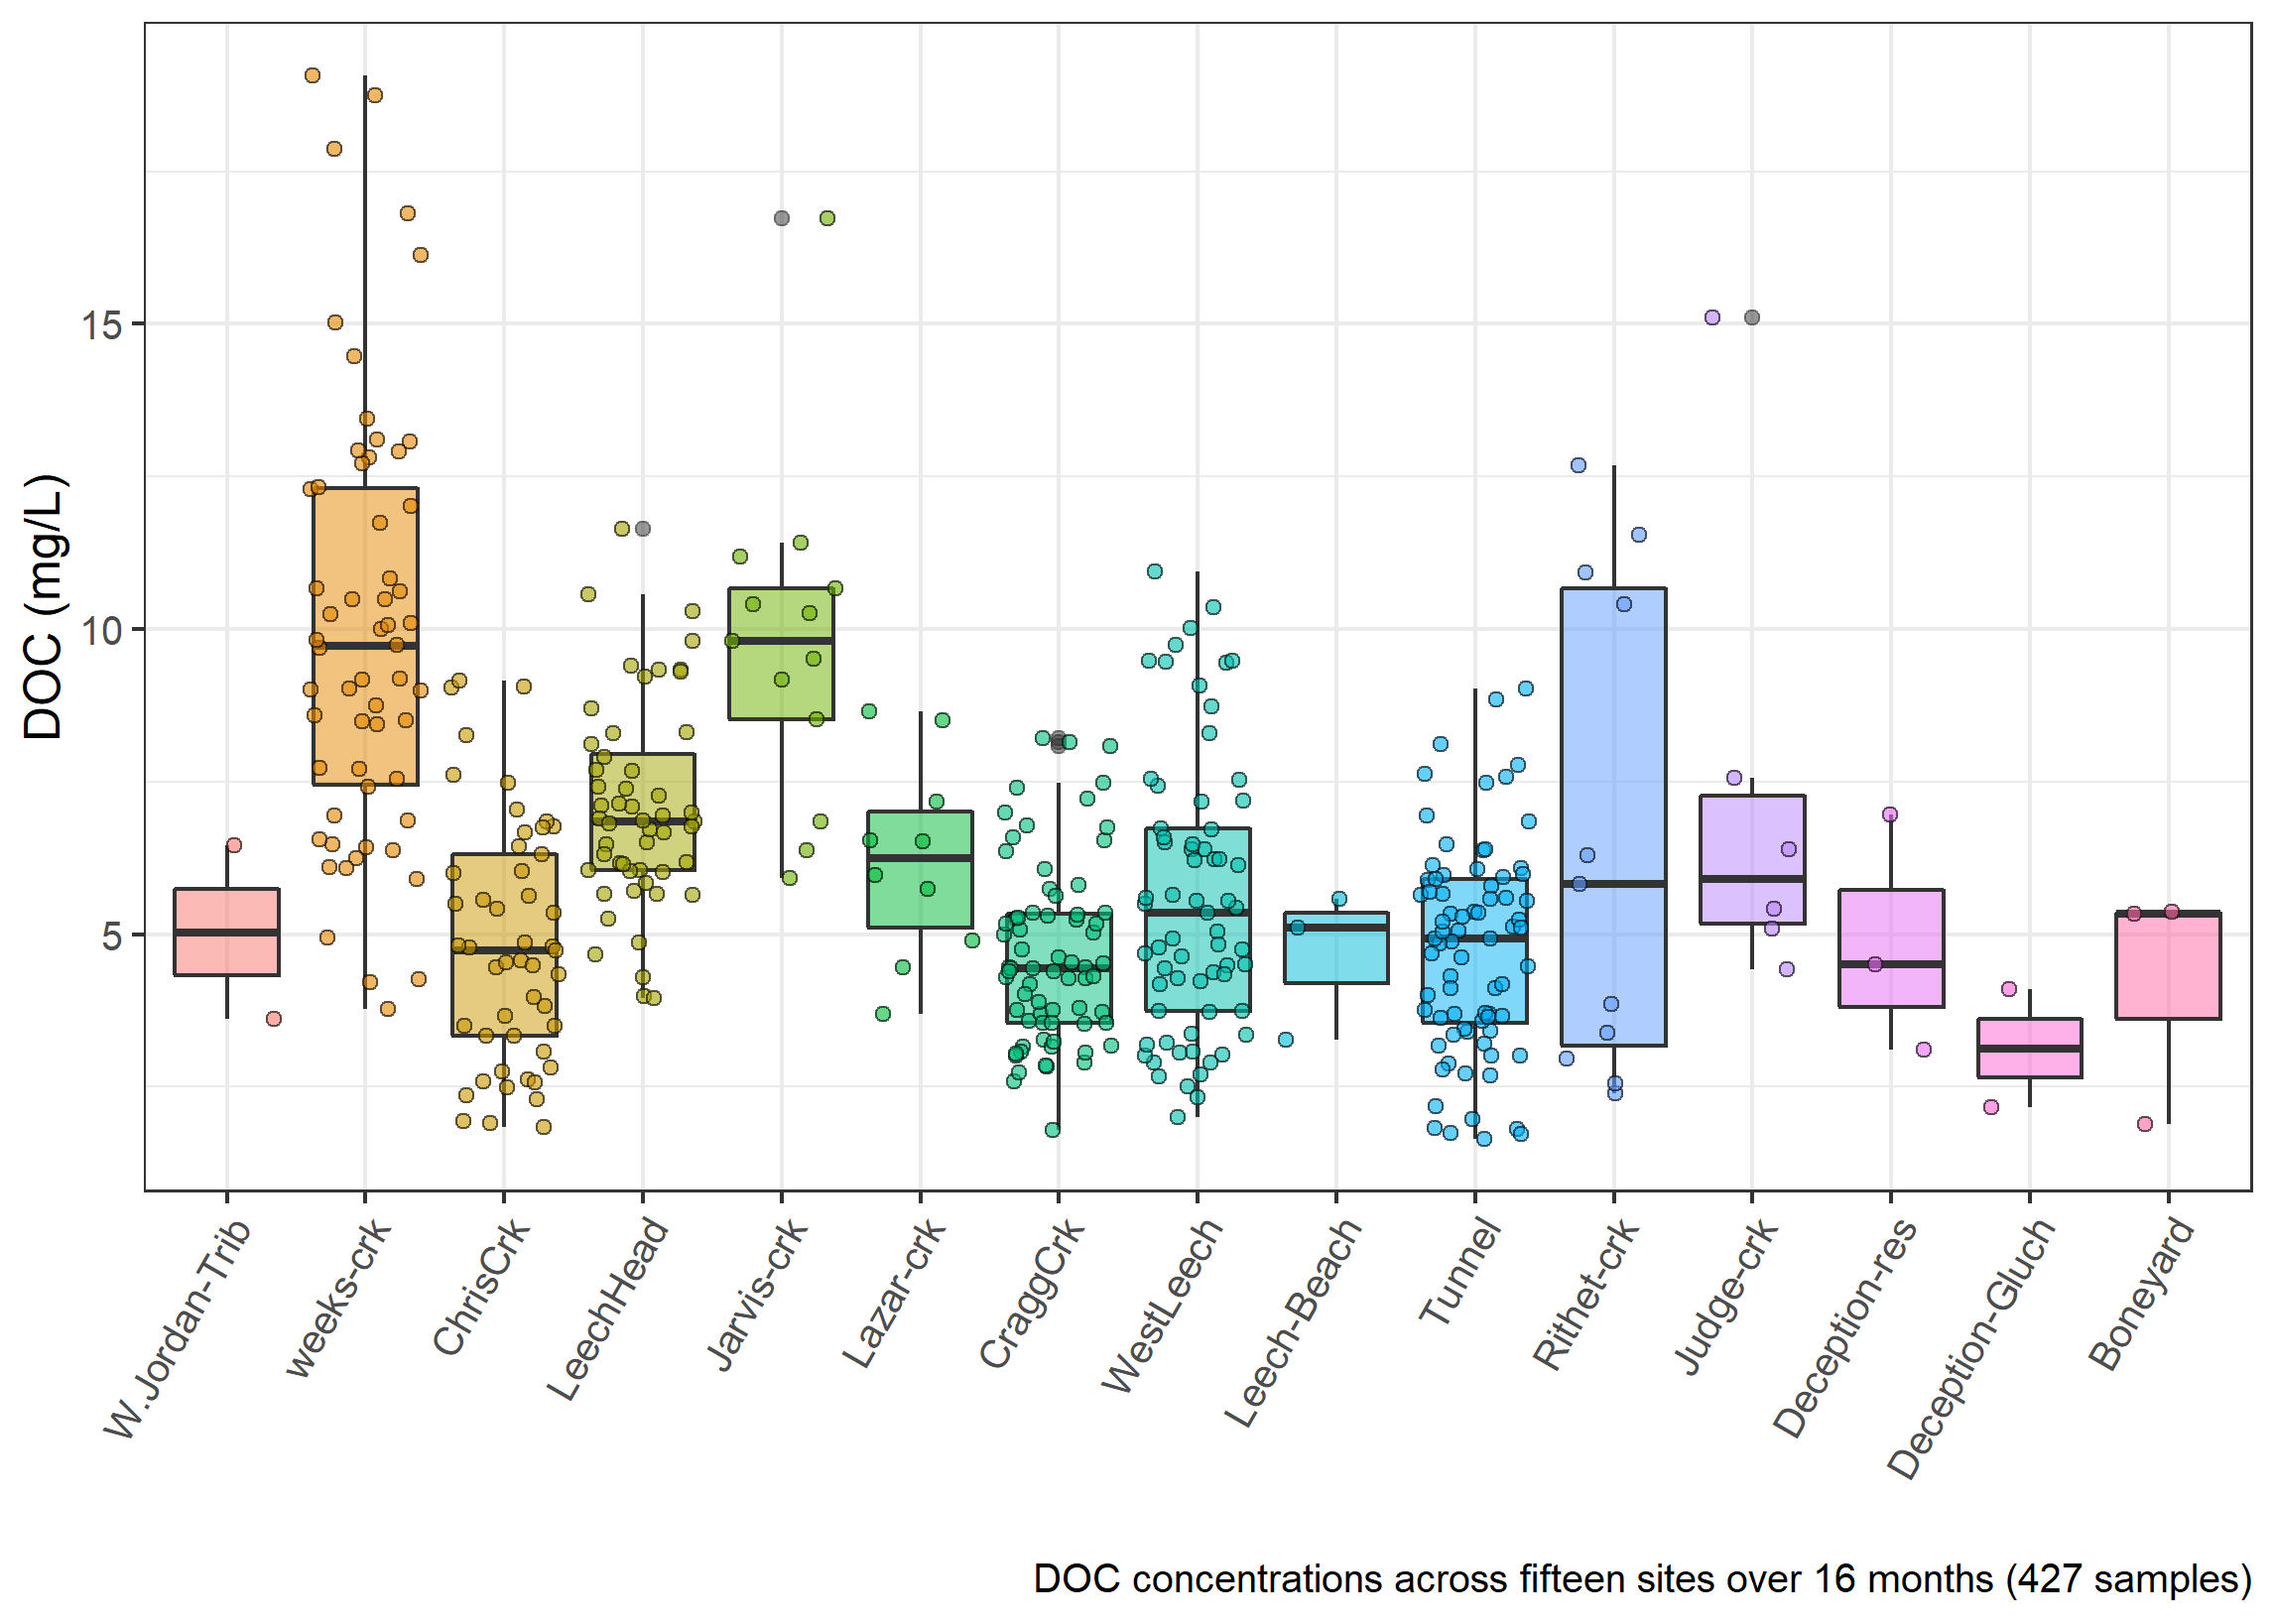 DOC (mg/L)
15
10
5
W.Jordan-Trib
weeks-crk
ChrisCrk
LeechHead
Jarvis-crk
Lazar-crk
CraggCrk
WestLeech
Leech-Beach
Tunnel
Rithet-crk
Judge-crk
Deception-res
Deception-Gluch
Boneyard
DOC concentrations across fifteen sites over 16 months (427 samples)